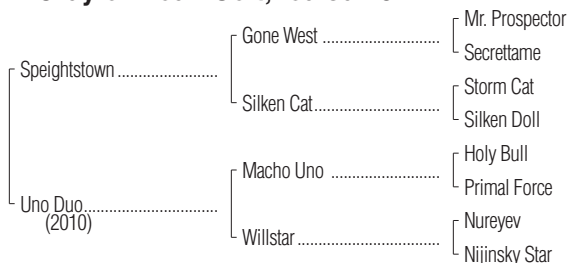 Mr. Prospector
Gone West
Secrettame
Speightstown
Storm Cat
Silken Cat
Silken Doll
Holy Bull
Macho Uno
Primal Force
Uno Duo
(2010)
Nureyev
Willstar
Nijinsky Star